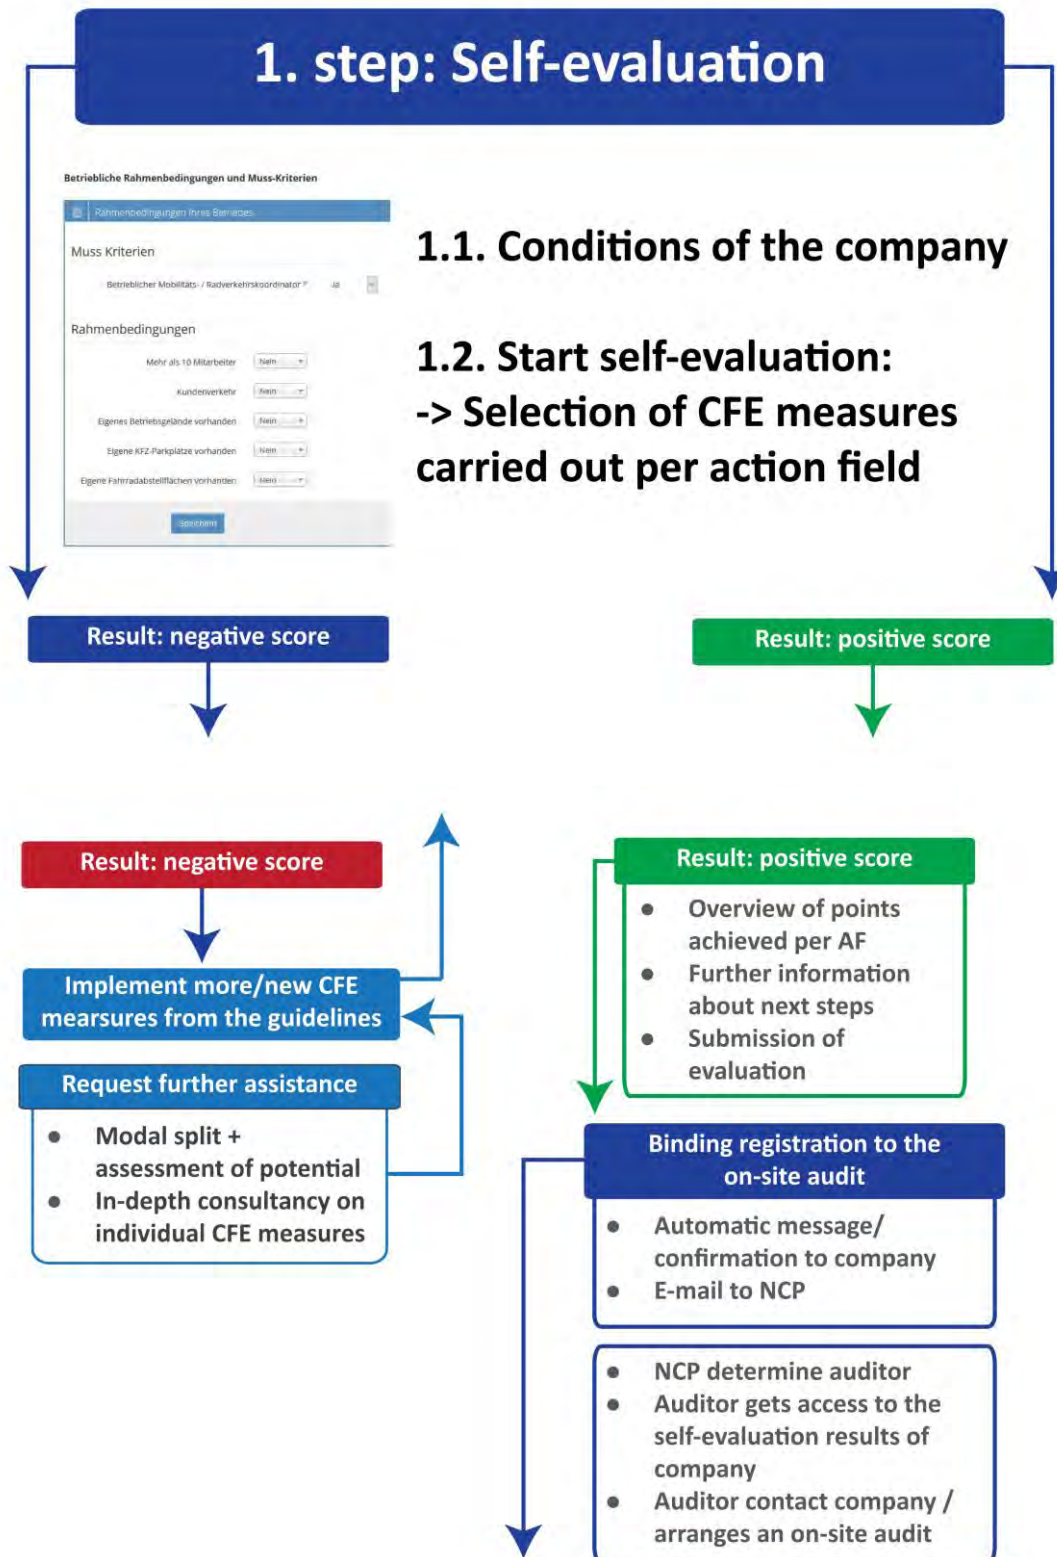 1. step: Self-evaluation
Betriebliche Rahmenbedingungen und Muss-Kriterien
Rahmenbedingungen Ihres Betriebes
Muss Kriterien
Betrieblicher Mobilitäts- / Radverkehrskoordinator * Ja
Rahmenbedingungen
Mehr als 10 Mitarbeiter Nein
Kundenverkehr Nein
Eigenes Betriebsgelände vorhanden Nein
Eigene KFZ-Parkplätze vorhanden Nein
Eigene Fahrradabstellflächen vorhanden Nein
Speichern
1.1. Conditions of the company
1.2. Start self-evaluation:
-> Selection of CFE measures
carried out per action field
Result: negative score
Result: positive score
Result: negative score
Implement more/new CFE
mearsures from the guidelines
Request further assistance
● Modal split +
assessment of potential
● In-depth consultancy on
individual CFE measures
Result: positive score
● Overview of points
achieved per AF
● Further information
about next steps
● Submission of
evaluation
Binding registration to the
on-site audit
● Automatic message/
confirmation to company
● E-mail to NCP
● NCP determine auditor
● Auditor gets access to the
self-evaluation results of
company
● Auditor contact company /
arranges an on-site audit